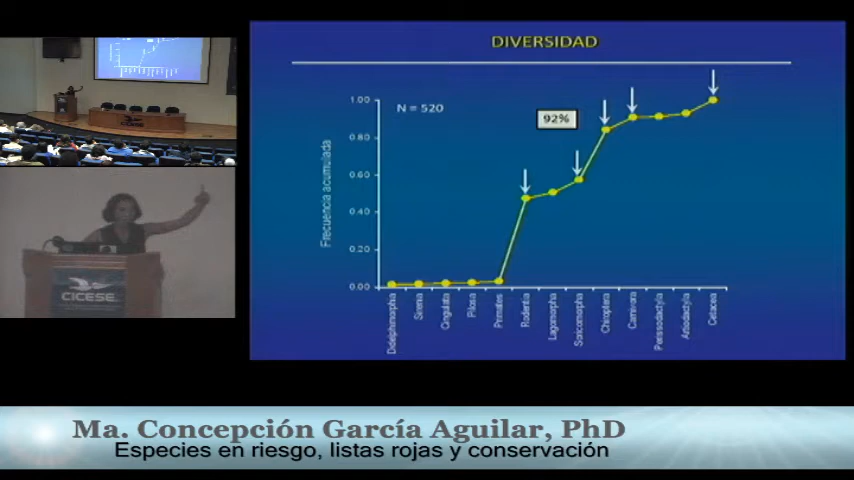 DIVERSIDAD
N = 520
92%
Frecuencia acumulada
1.00
0.80
0.60
0.40
0.20
0.00
Didelphimorphia
Sirenia
Cingulata
Pilosa
Primates
Rodentia
Lagomorpha
Soricomorpha
Chiroptera
Carnivora
Perissodactyla
Artiodactyla
Cetacea
CICESE
Ma. Concepción García Aguilar, PhD
Especies en riesgo, listas rojas y conservación